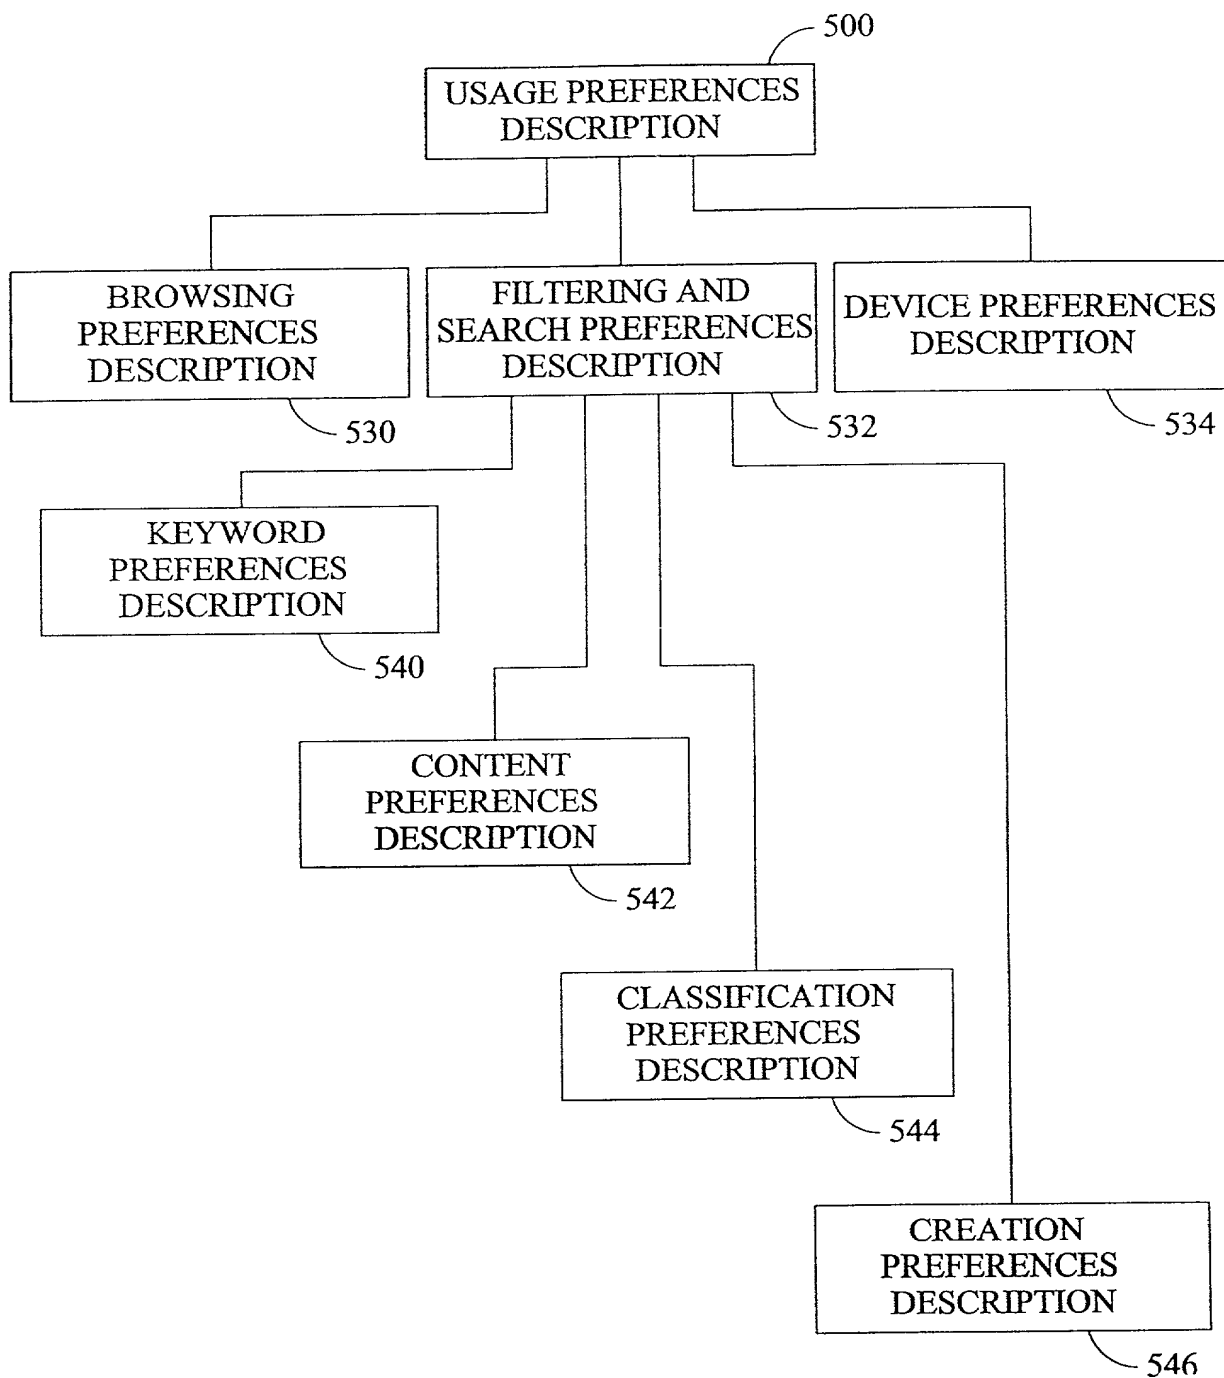 500
USAGE PREFERENCES
DESCRIPTION
BROWSING
PREFERENCES
DESCRIPTION
530
FILTERING AND
SEARCH PREFERENCES
DESCRIPTION
532
DEVICE PREFERENCES
DESCRIPTION
534
KEYWORD
PREFERENCES
DESCRIPTION
540
CONTENT
PREFERENCES
DESCRIPTION
542
CLASSIFICATION
PREFERENCES
DESCRIPTION
544
CREATION
PREFERENCES
DESCRIPTION
546